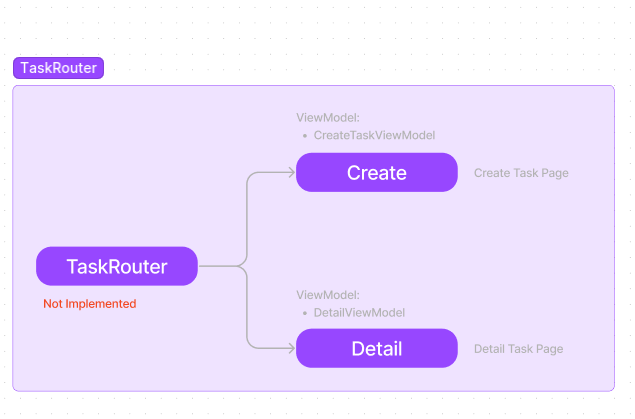 TaskRouter
ViewModel:
• CreateTaskViewModel
Create
Create Task Page
TaskRouter
Not Implemented
ViewModel:
• DetailViewModel
Detail
Detail Task Page